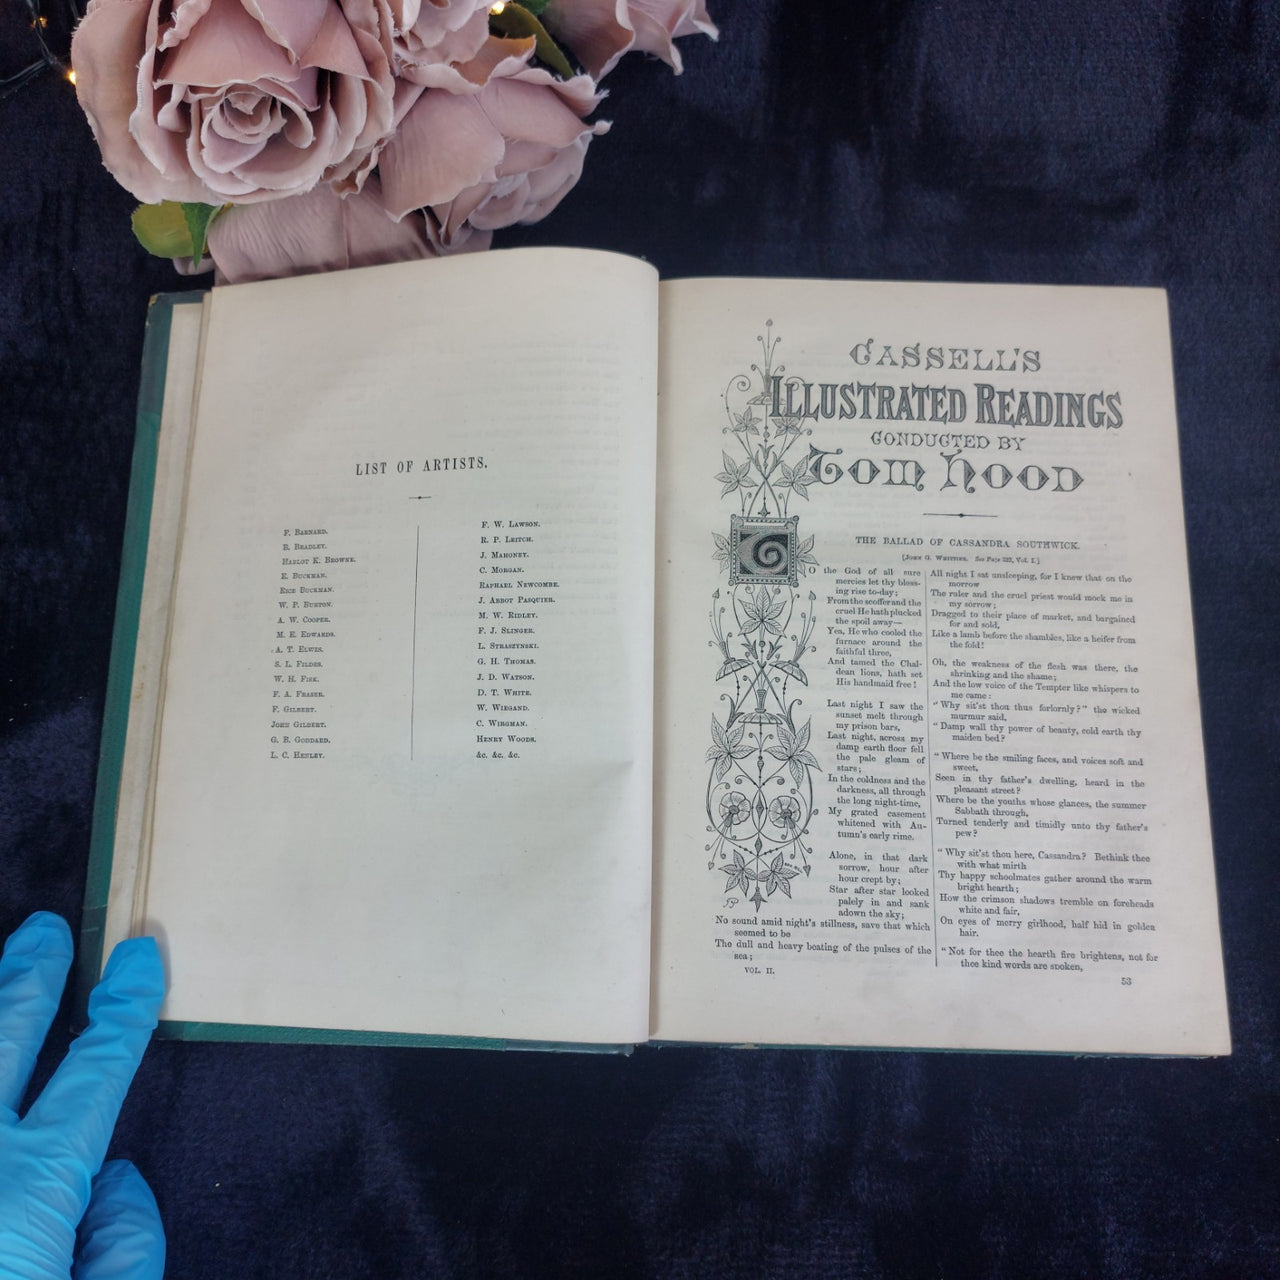 LIST OF ARTISTS.
F. BARNARD.
B. BRADLEY.
HABLOT K. BROWNE.
E. BUCKMAN.
RICE BUCKMAN.
W. P. BURTON.
A. W. COOPER.
M. E. EDWARDS.
A. T. ELWES.
S. L. FILDES.
W. H. FISK.
F. A. FRASER.
F. GILBERT.
JOHN GILBERT.
G. B. GODDARD.
L. C. HENLEY.
F. W. LAWSON.
R. P. LEITCH.
J. MAHONEY.
C. MORGAN.
RAPHAEL NEWCOMBE.
J. ABBOT PASQUIER.
M. W. RIDLEY.
F. J. SLINGER.
L. STRASZYNSKI.
G. H. THOMAS.
J. D. WATSON.
D. T. WHITE.
W. WIEGAND.
C. WIRGMAN.
HENRY WOODS.
&c. &c. &c.
CASSELL'S
ILLUSTRATED READINGS
CONDUCTED BY
TOM HOOD
THE BALLAD OF CASSANDRA SOUTHWICK.
[JOHN G. WHITTIER. See Page 322, Vol. I.]
TO the God of all sure
mercies let thy bless-
ing rise to-day;
From the scoffer and the
cruel He hath plucked
the spoil away—
Yea, He who cooled the
furnace around the
faithful three,
And tamed the Chal-
dean lions, hath set
His handmaid free!
Last night I saw the
sunset melt through
my prison bars,
Last night, across my
damp earth floor fell
the pale gleam of
stars;
In the coldness and the
darkness, all through
the long night-time,
My grated casement
whitened with Au-
tumn's early rime.
Alone, in that dark
sorrow, hour after
hour crept by;
Star after star looked
palely in and sank
adown the sky;
No sound amid night's stillness, save that which
seemed to be
The dull and heavy beating of the pulses of the
sea;
All night I sat unsleeping, for I knew that on the
morrow
The ruler and the cruel priest would mock me in
my sorrow;
Dragged to their place of market, and bargained
for and sold,
Like a lamb before the shambles, like a heifer from
the fold!
Oh, the weakness of the flesh was there, the
shrinking and the shame;
And the low voice of the Tempter like whispers to
me came:
"Why sit'st thou thus forlornly?" the wicked
murmur said,
"Damp wall thy power of beauty, cold earth thy
maiden bed?
"Where be the smiling faces, and voices soft and
sweet,
Seen in thy father's dwelling, heard in the
pleasant street?
Where be the youths whose glances, the summer
Sabbath through,
Turned tenderly and timidly unto thy father's
pew?
"Why sit'st thou here, Cassandra? Bethink thee
with what mirth
Thy happy schoolmates gather around the warm
bright hearth;
How the crimson shadows tremble on foreheads
white and fair,
On eyes of merry girlhood, half hid in golden
hair.
"Not for thee the hearth fire brightens, not for
thee kind words are spoken,
VOL. II.
53